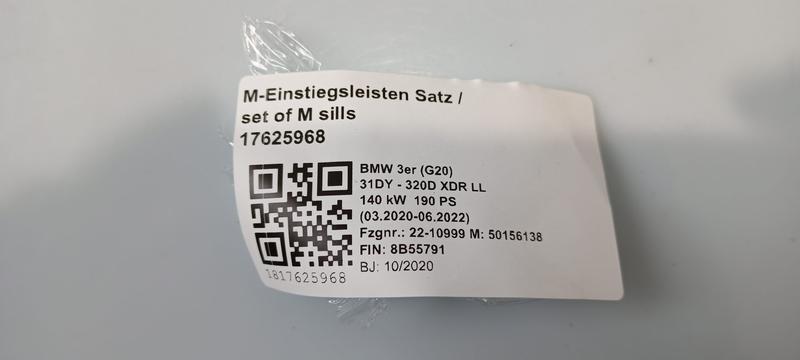 M-Einstiegsleisten Satz /
set of M sills
17625968
BMW 3er (G20)
31DY - 320D XDR LL
140 kW 190 PS
(03.2020-06.2022)
Fzgnr.: 22-10999 M: 50156138
FIN: 8B55791
BJ: 10/2020
1817625968